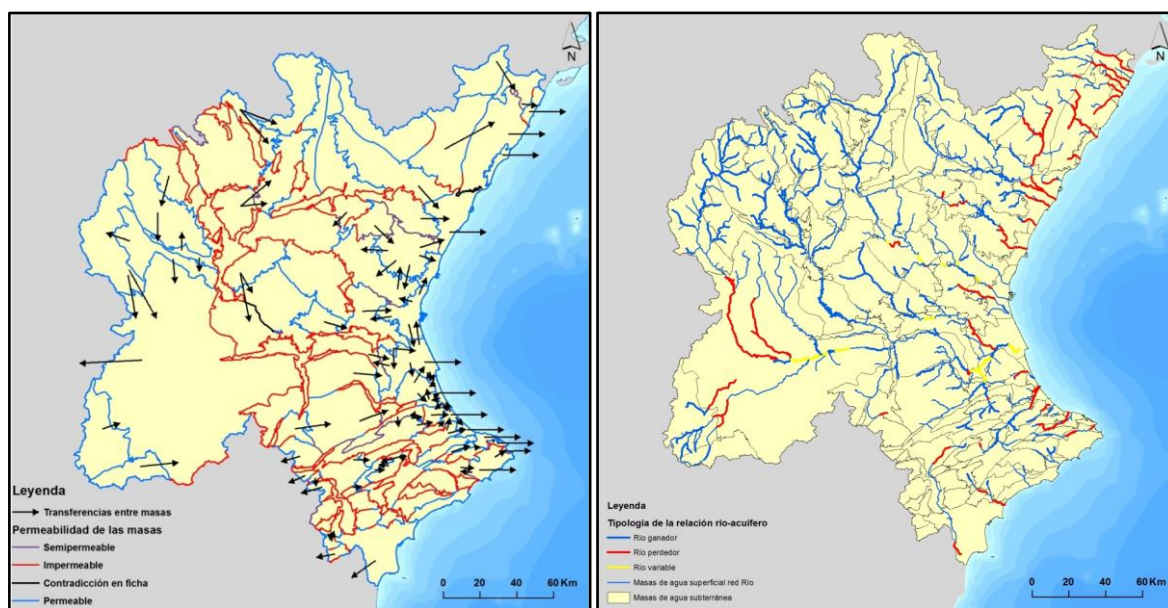 N
Leyenda
Transferencias entre masas
Permeabilidad de las masas
Semipermeable
Impermeable
Contradicción en ficha
Permeable
0 20 40 60 Km
N
Leyenda
Tipología de la relación río-acuífero
Río ganador
Río perdedor
Río variable
Masas de agua superficial red Río
Masas de agua subterránea
0 20 40 60 Km